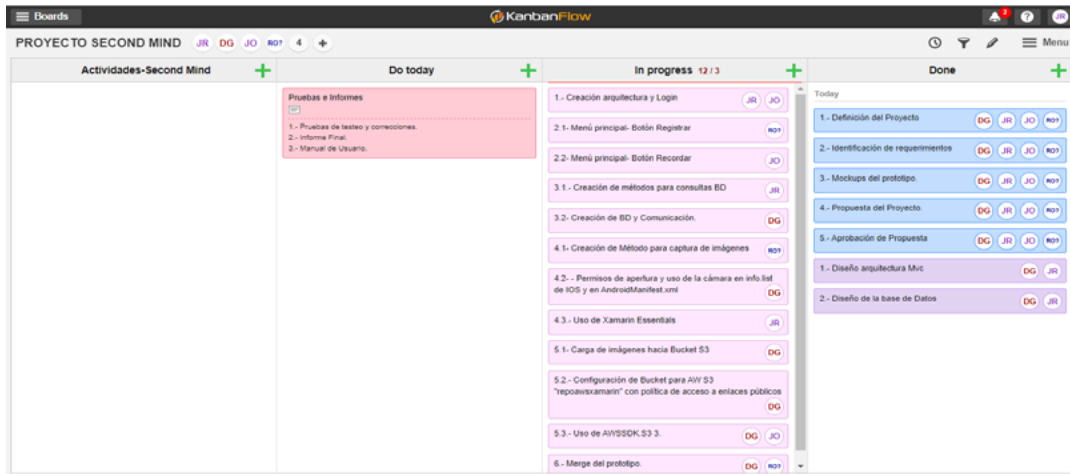 Boards
KanbanFlow
2
?
JR
PROYECTO SECOND MIND JR DG JO RO? 4 +
Menu
Actividades-Second Mind
Do today
In progress 12 / 3
Done
Pruebas e Informes
1.- Pruebas de testeo y correcciones.
2.- Informe Final.
3.- Manual de Usuario.
1.- Creación arquitectura y Login JR JO
2.1- Menú principal- Botón Registrar RO?
2.2- Menú principal- Botón Recordar JO
3.1.- Creación de métodos para consultas BD JR
3.2- Creación de BD y Comunicación. DG
4.1- Creación de Método para captura de imágenes RO?
4.2- - Permisos de apertura y uso de la cámara en info.list
de IOS y en AndroidManifest.xml DG
4.3.- Uso de Xamarin Essentials JR
5.1- Carga de imágenes hacia Bucket S3 DG
5.2.- Configuración de Bucket para AW S3
"repoawsxamarin" con política de acceso a enlaces públicos
DG
5.3.- Uso de AWSSDK.S3 3. DG JO
6.- Merge del prototipo. DG RO?
Today
1.- Definición del Proyecto DG JR JO RO?
2.- Identificación de requerimientos DG JR JO RO?
3.- Mockups del prototipo. DG JR JO RO?
4.- Propuesta del Proyecto. DG JR JO RO?
5.- Aprobación de Propuesta DG JR JO RO?
1.- Diseño arquitectura Mvc DG JR
2.- Diseño de la base de Datos DG JR